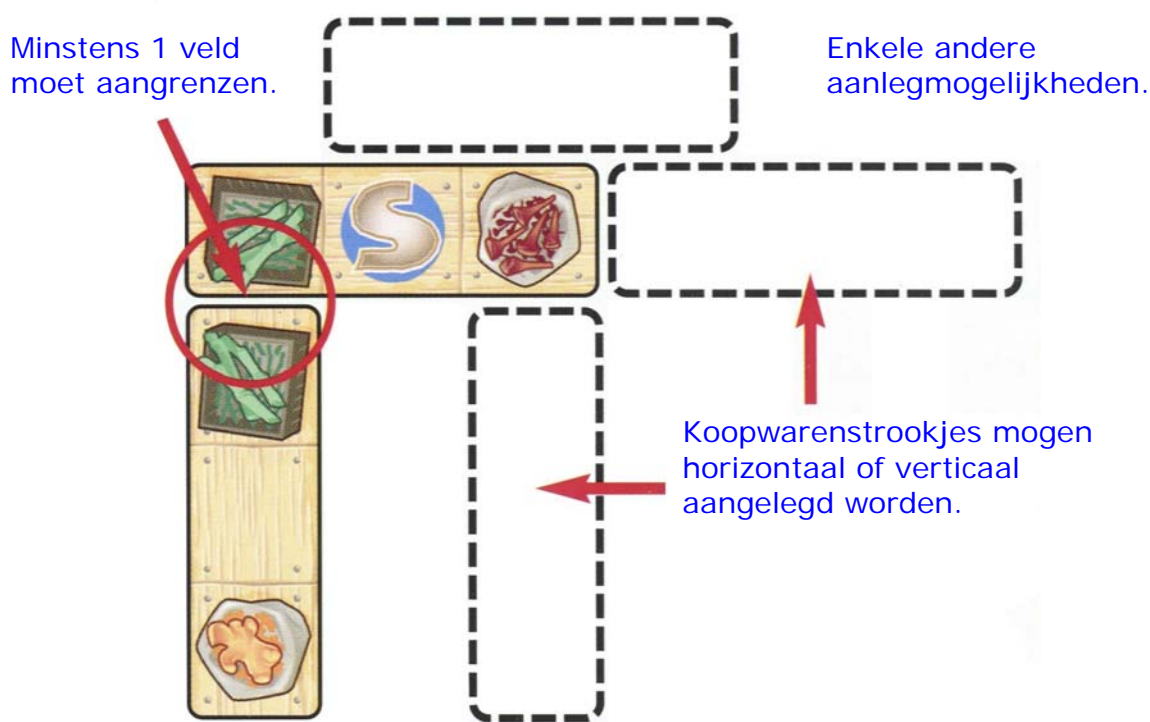 Minstens 1 veld
moet aangrenzen.
Enkele andere
aanlegmogelijkheden.
S
Koopwarenstrookjes mogen
horizontaal of verticaal
aangelegd worden.